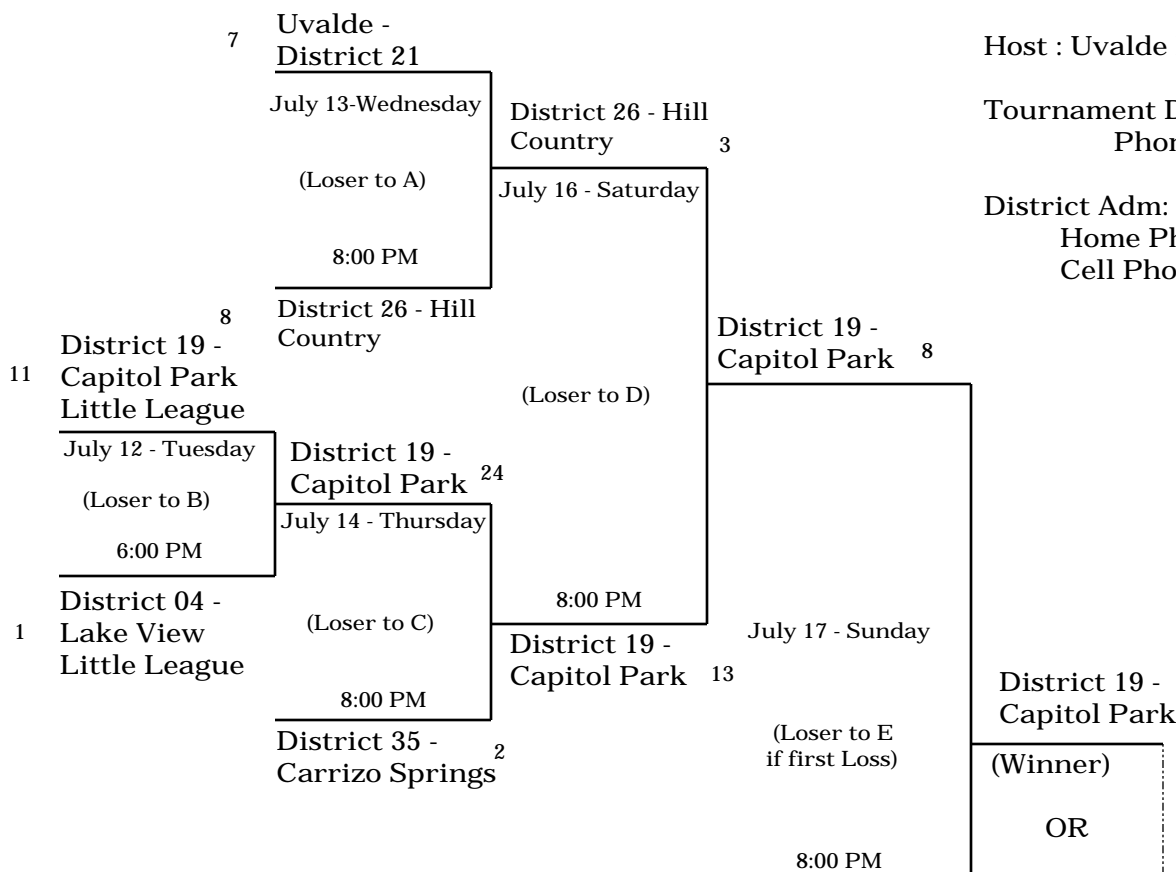 7
Uvalde -
District 21
Host : Uvalde
July 13-Wednesday
District 26 - Hill
Country
3
Tournament
(Loser to A)
July 16 - Saturday
District Adm:
Home
Cell
8:00 PM
8
District 26 - Hill
Country
11
District 19 -
Capitol Park
Little League
District 19 -
Capitol Park
8
(Loser to D)
July 12 - Tuesday
District 19 -
Capitol Park
24
(Loser to B)
July 14 - Thursday
6:00 PM
1
District 04 -
Lake View
Little League
(Loser to C)
8:00 PM
District 19 -
Capitol Park
13
July 17 - Sunday
8:00 PM
District 35 -
Carrizo Springs
2
(Loser to E
if first Loss)
District 19 -
Capitol Park
(Winner)
OR
8:00 PM